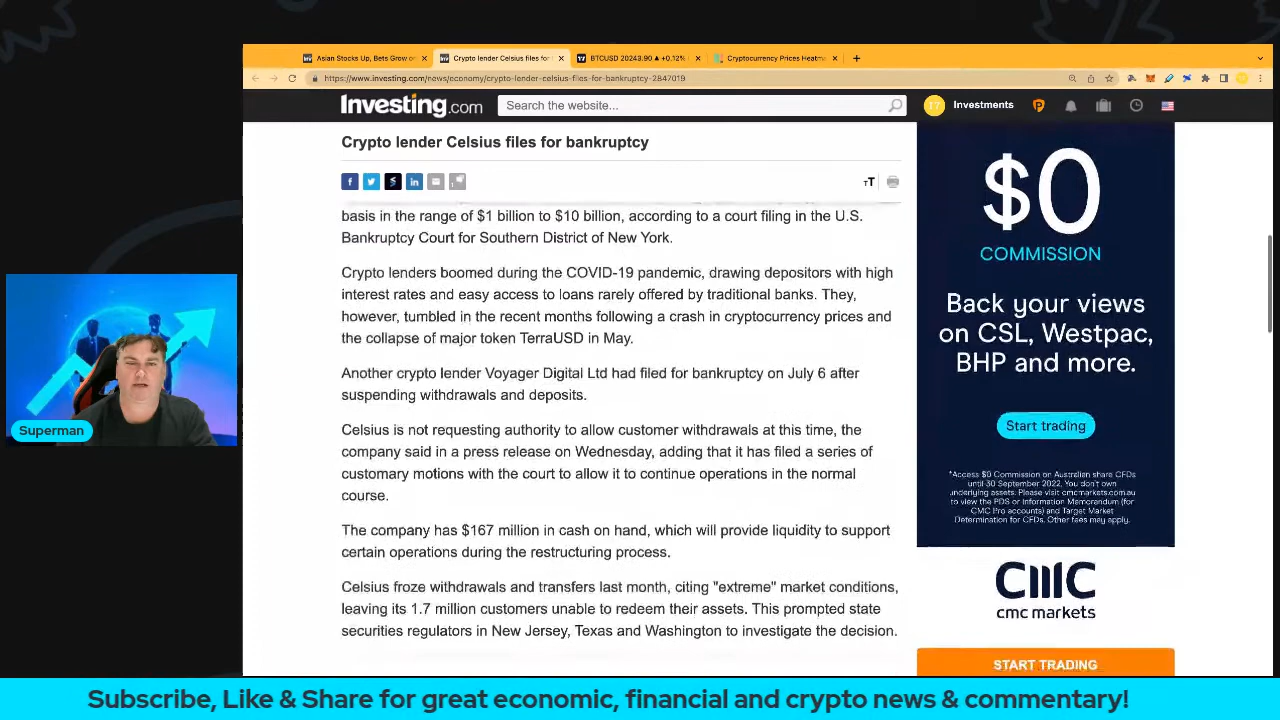 Asian Stocks Up, Bets Grow or
Crypto lender Celsius files for
BTCUSD 20243.90 ▲ +0.12%
Cryptocurrency Prices Heatma
https://www.investing.com/news/economy/crypto-lender-celsius-files-for-bankruptcy-2847019
Investing.com
Search the website...
Investments
Crypto lender Celsius files for bankruptcy
basis in the range of $1 billion to $10 billion, according to a court filing in the U.S.
Bankruptcy Court for Southern District of New York.
Crypto lenders boomed during the COVID-19 pandemic, drawing depositors with high
interest rates and easy access to loans rarely offered by traditional banks. They,
however, tumbled in the recent months following a crash in cryptocurrency prices and
the collapse of major token TerraUSD in May.
Another crypto lender Voyager Digital Ltd had filed for bankruptcy on July 6 after
suspending withdrawals and deposits.
Celsius is not requesting authority to allow customer withdrawals at this time, the
company said in a press release on Wednesday, adding that it has filed a series of
customary motions with the court to allow it to continue operations in the normal
course.
The company has $167 million in cash on hand, which will provide liquidity to support
certain operations during the restructuring process.
Celsius froze withdrawals and transfers last month, citing "extreme" market conditions,
leaving its 1.7 million customers unable to redeem their assets. This prompted state
securities regulators in New Jersey, Texas and Washington to investigate the decision.
$0
COMMISSION
Back your views
on CSL, Westpac,
BHP and more.
Start trading
*Access $0 Commission on Australian share CFDs
until 30 September 2022. You don't own
underlying assets. Please visit cmcmarkets.com.au
to view the PDS or Information Memorandum (for
CMC Pro accounts) and Target Market
Determination for CFDs. Other fees may apply.
cmc
cmc markets
START TRADING
Superman
Subscribe, Like & Share for great economic, financial and crypto news & commentary!